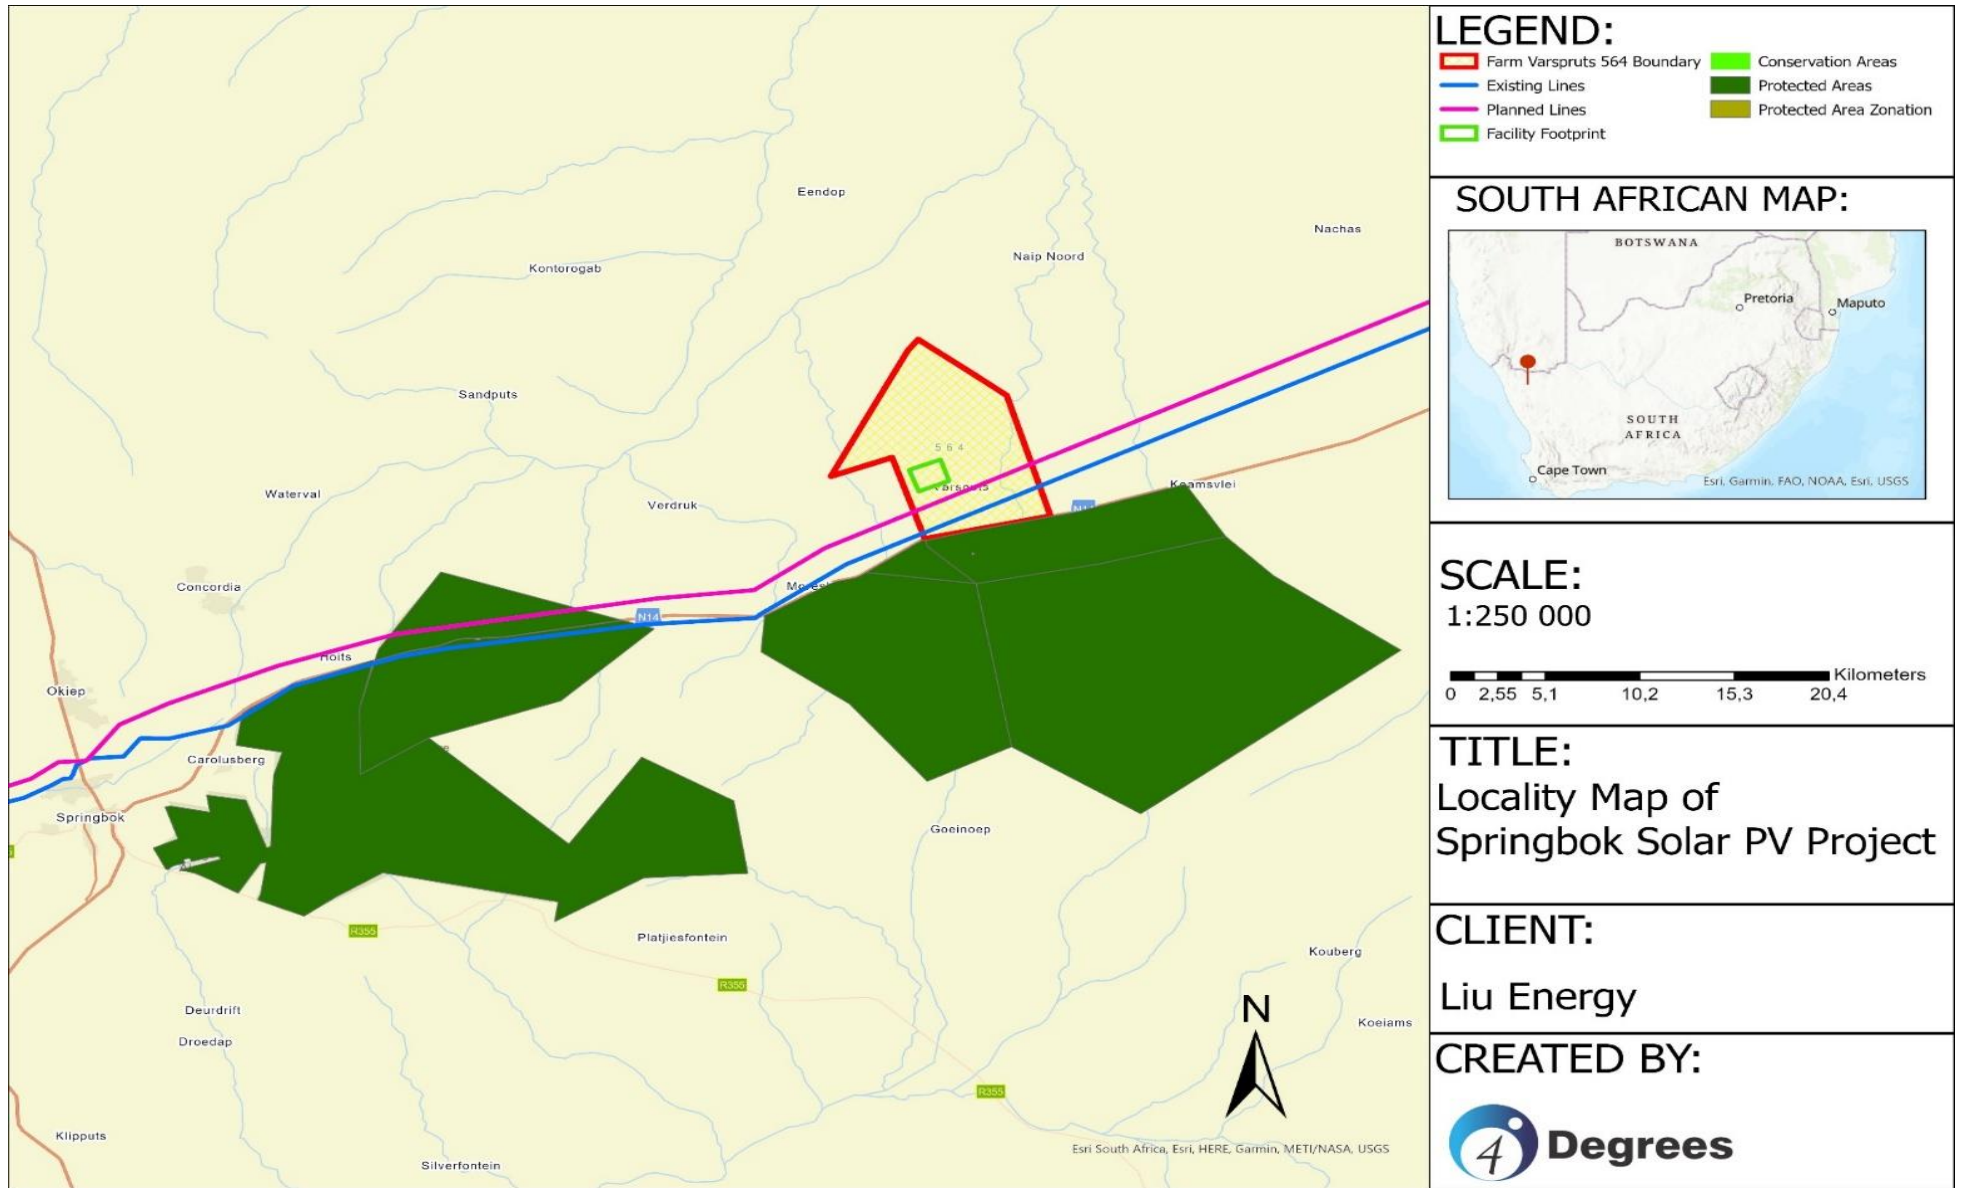 Eendop
Nachas
Naip Noord
Kontorogab
Sandputs
5 6 4
Waterval
Verdruk
Keamsvlei
Concordia
N14
Okiep
Carolusberg
Springbok
Goeinoep
R355
Platjiesfontein
Kouberg
R355
Deurdrift
Koeiams
Droedap
R355
Klipputs
Silverfontein
N
Esri South Africa, Esri, HERE, Garmin, METI/NASA, USGS
LEGEND:
Farm Varspruts 564 Boundary
Existing Lines
Planned Lines
Facility Footprint
Conservation Areas
Protected Areas
Protected Area Zonation
SOUTH AFRICAN MAP:
BOTSWANA
Pretoria
Maputo
SOUTH
AFRICA
Cape Town
Esri, Garmin, FAO, NOAA, Esri, USGS
SCALE:
1:250 000
Kilometers
0 2,55 5,1 10,2 15,3 20,4
TITLE:
Locality Map of
Springbok Solar PV Project
CLIENT:
Liu Energy
CREATED BY:
4 Degrees